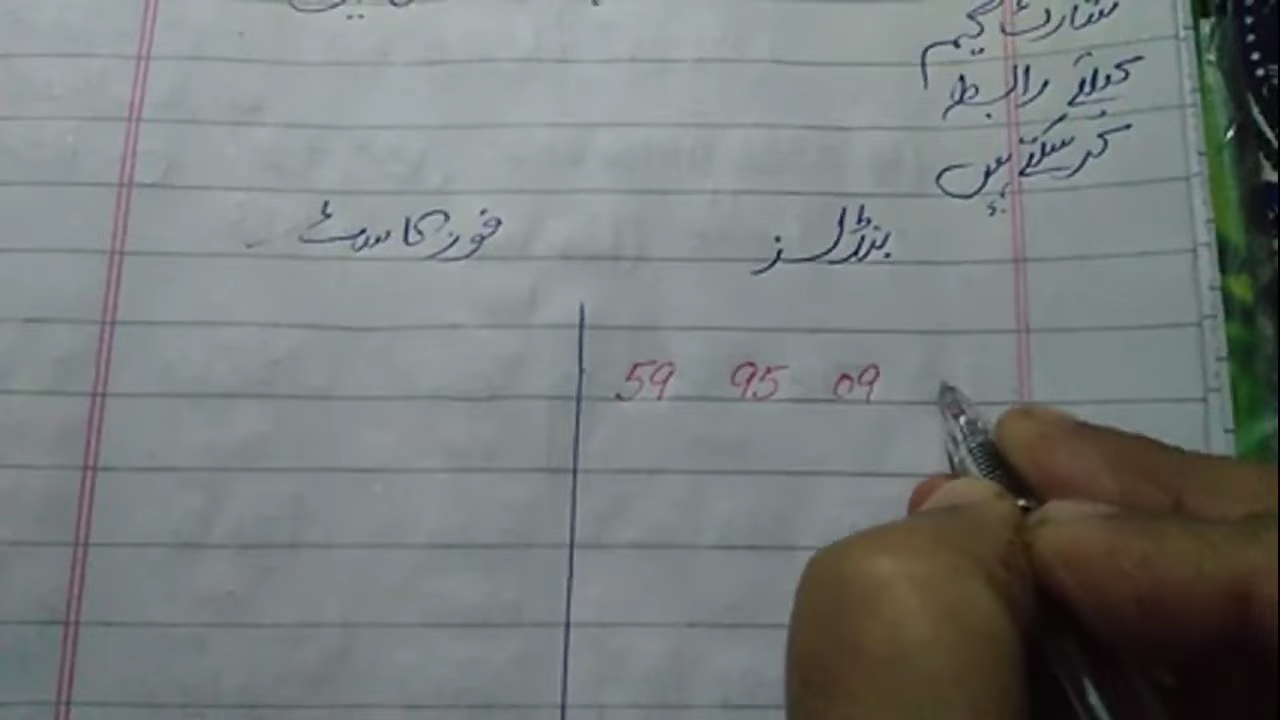 شارٹ گیم
کیلئے رابطہ
کر سکتے ہیں
بنڈلز
فورکاسٹ
59 95 09